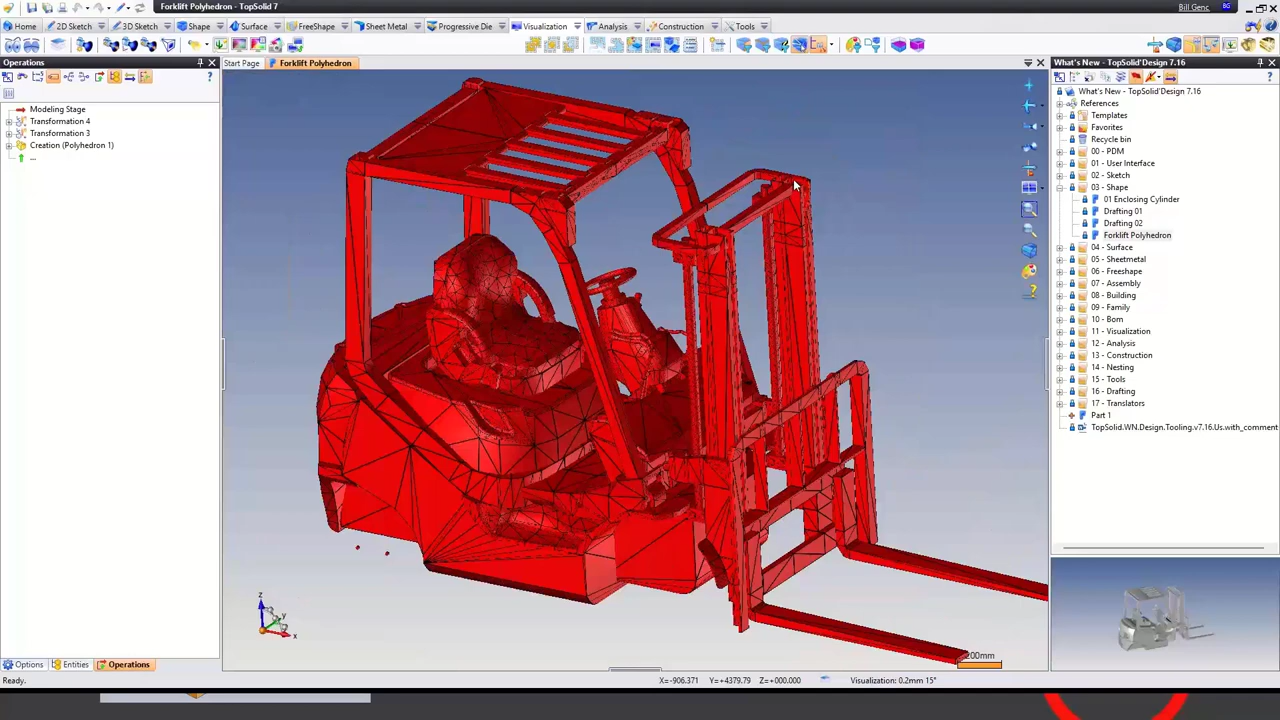 Forklift Polyhedron - TopSolid 7
Bill Genc
BG
Home
2D Sketch
3D Sketch
Shape
Surface
FreeShape
Sheet Metal
Progressive Die
Visualization
Analysis
Construction
Tools
Operations
Start Page
Forklift Polyhedron
What's New - TopSolid'Design 7.16
Modeling Stage
Transformation 4
Transformation 3
Creation (Polyhedron 1)
...
What's New - TopSolid'Design 7.16
References
Templates
Favorites
Recycle bin
00 - PDM
01 - User Interface
02 - Sketch
03 - Shape
01 Enclosing Cylinder
Drafting 01
Drafting 02
Forklift Polyhedron
04 - Surface
05 - Sheetmetal
06 - Freeshape
07 - Assembly
08 - Building
09 - Family
10 - Bom
11 - Visualization
12 - Analysis
13 - Construction
14 - Nesting
15 - Tools
16 - Drafting
17 - Translators
Part 1
TopSolid.WN.Design.Tooling.v7.16.Us.with_comment
z
y
x
200mm
Options
Entities
Operations
Ready.
X=-906.371
Y=+4379.79
Z=+000.000
Visualization: 0.2mm 15°